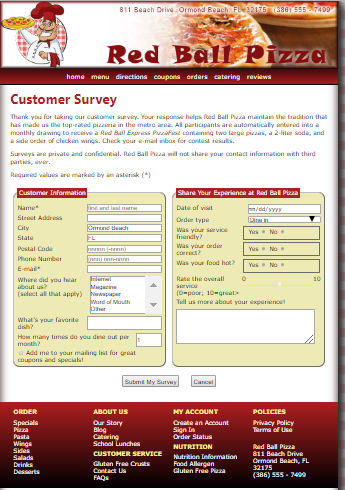 811 Beach Drive Ormond Beach, FL 32175 (386) 555 - 7499
Red Ball Pizza
home menu directions coupons orders catering reviews
Customer Survey
Thank you for taking our customer survey. Your response helps Red Ball Pizza maintain the tradition that
has made us the top-rated pizzeria in the metro area. All participants are automatically entered into a
monthly drawing to receive a Red Ball Express PizzaFest containing two large pizzas, a 2-liter soda, and
a side order of chicken wings. Check your e-mail inbox for contest results.
Surveys are private and confidential. Red Ball Pizza will not share your contact information with third
parties, ever.
Required values are marked by an asterisk (*)
Customer Information
Name* first and last name
Street Address
City Ormond Beach
State FL
Postal Code nnnnn (-nnnn)
Phone Number (nnn) nnn-nnnn
E-mail*
Where did you hear
about us?
(select all that apply)
Internet
Magazine
Newspaper
Word of Mouth
Other
What's your favorite
dish?
How many times do you dine out per
month? 1
Add me to your mailing list for great
coupons and specials!
Share Your Experience at Red Ball Pizza
Date of visit mm/dd/yyyy
Order type Dine in
Was your service
friendly? Yes No
Was your order
correct? Yes No
Was your food hot? Yes No
Rate the overall
service
(0=poor; 10=great)
0 10
Tell us more about your experience!
Submit My Survey Cancel
ORDER
Specials
Pizza
Pasta
Wings
Sides
Salads
Drinks
Desserts
ABOUT US
Our Story
Blog
Catering
School Lunches
CUSTOMER SERVICE
Gluten Free Crusts
Contact Us
FAQs
MY ACCOUNT
Create an Account
Sign In
Order Status
NUTRITION
Nutrition Information
Food Allergen
Gluten Free Pizza
POLICIES
Privacy Policy
Terms of Use
Red Ball Pizza
811 Beach Drive
Ormond Beach, FL
32175
(386) 555 - 7499